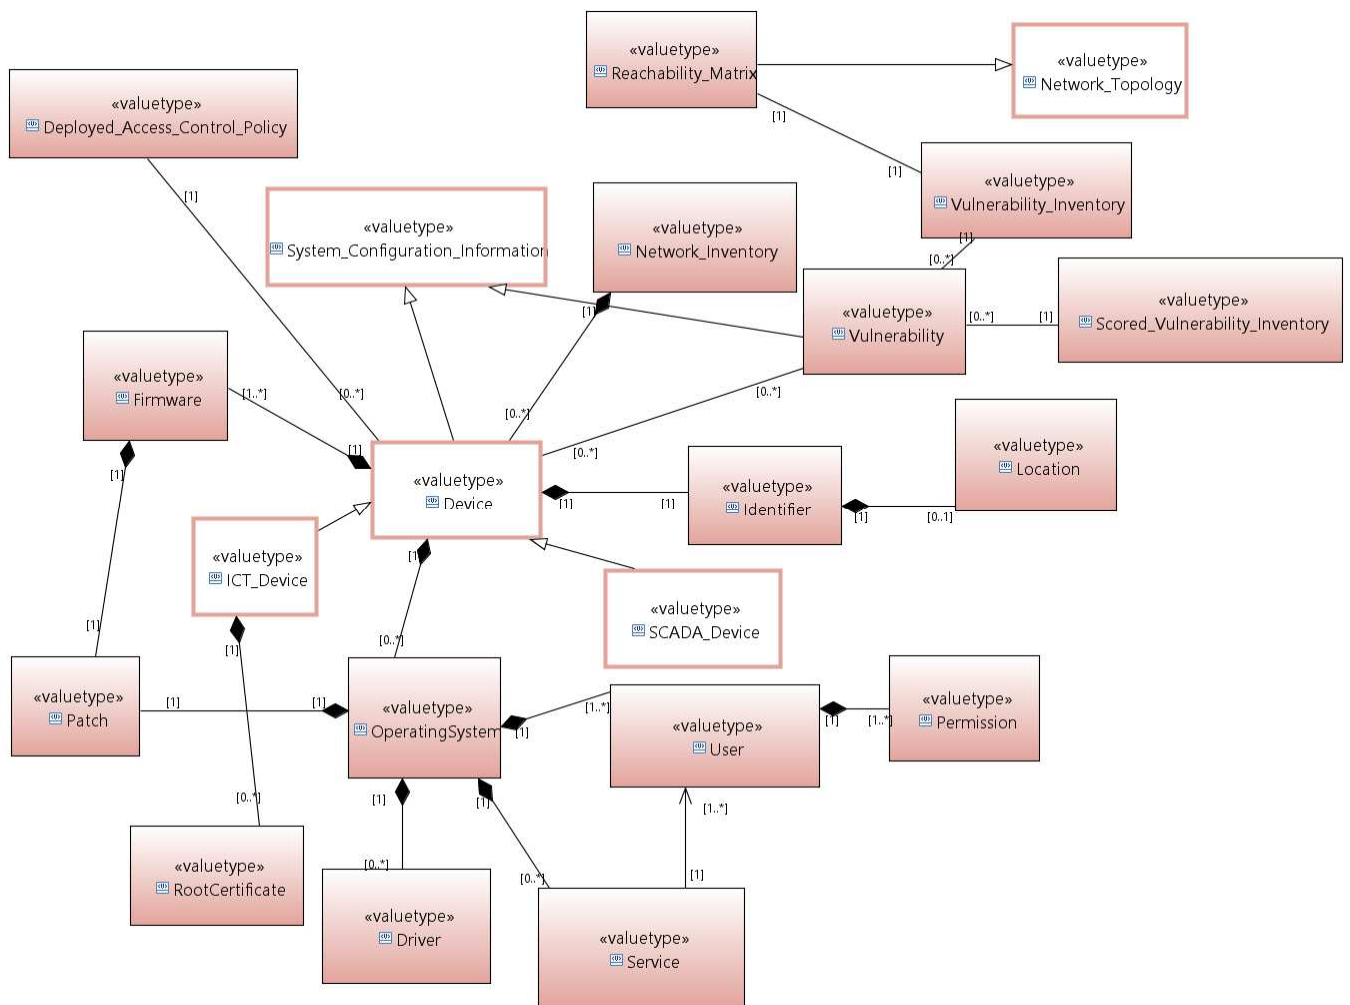 «valuetype»
Reachability_Matrix
«valuetype»
Network_Topology
«valuetype»
Deployed_Access_Control_Policy
[1]
[1]
«valuetype»
Vulnerability_Inventory
[1]
«valuetype»
System_Configuration_Information
«valuetype»
Network_Inventory
[1]
[0..*]
«valuetype»
Vulnerability
[0..*]
[1]
«valuetype»
Scored_Vulnerability_Inventory
[1]
«valuetype»
Firmware
[1..*]
[0..*]
[0..*]
[0..*]
[1]
[0..*]
«valuetype»
Device
[1]
[1]
[1]
«valuetype»
Identifier
[1]
[0..1]
«valuetype»
Location
«valuetype»
ICT_Device
[1]
[1]
[0..*]
«valuetype»
SCADA_Device
[1]
«valuetype»
Patch
[1]
[1]
«valuetype»
OperatingSystem
[1]
[1..*]
«valuetype»
User
[1]
[1..*]
«valuetype»
Permission
[0..*]
[1]
[1]
[1..*]
«valuetype»
RootCertificate
[0..*]
[0..*]
[1]
«valuetype»
Driver
«valuetype»
Service